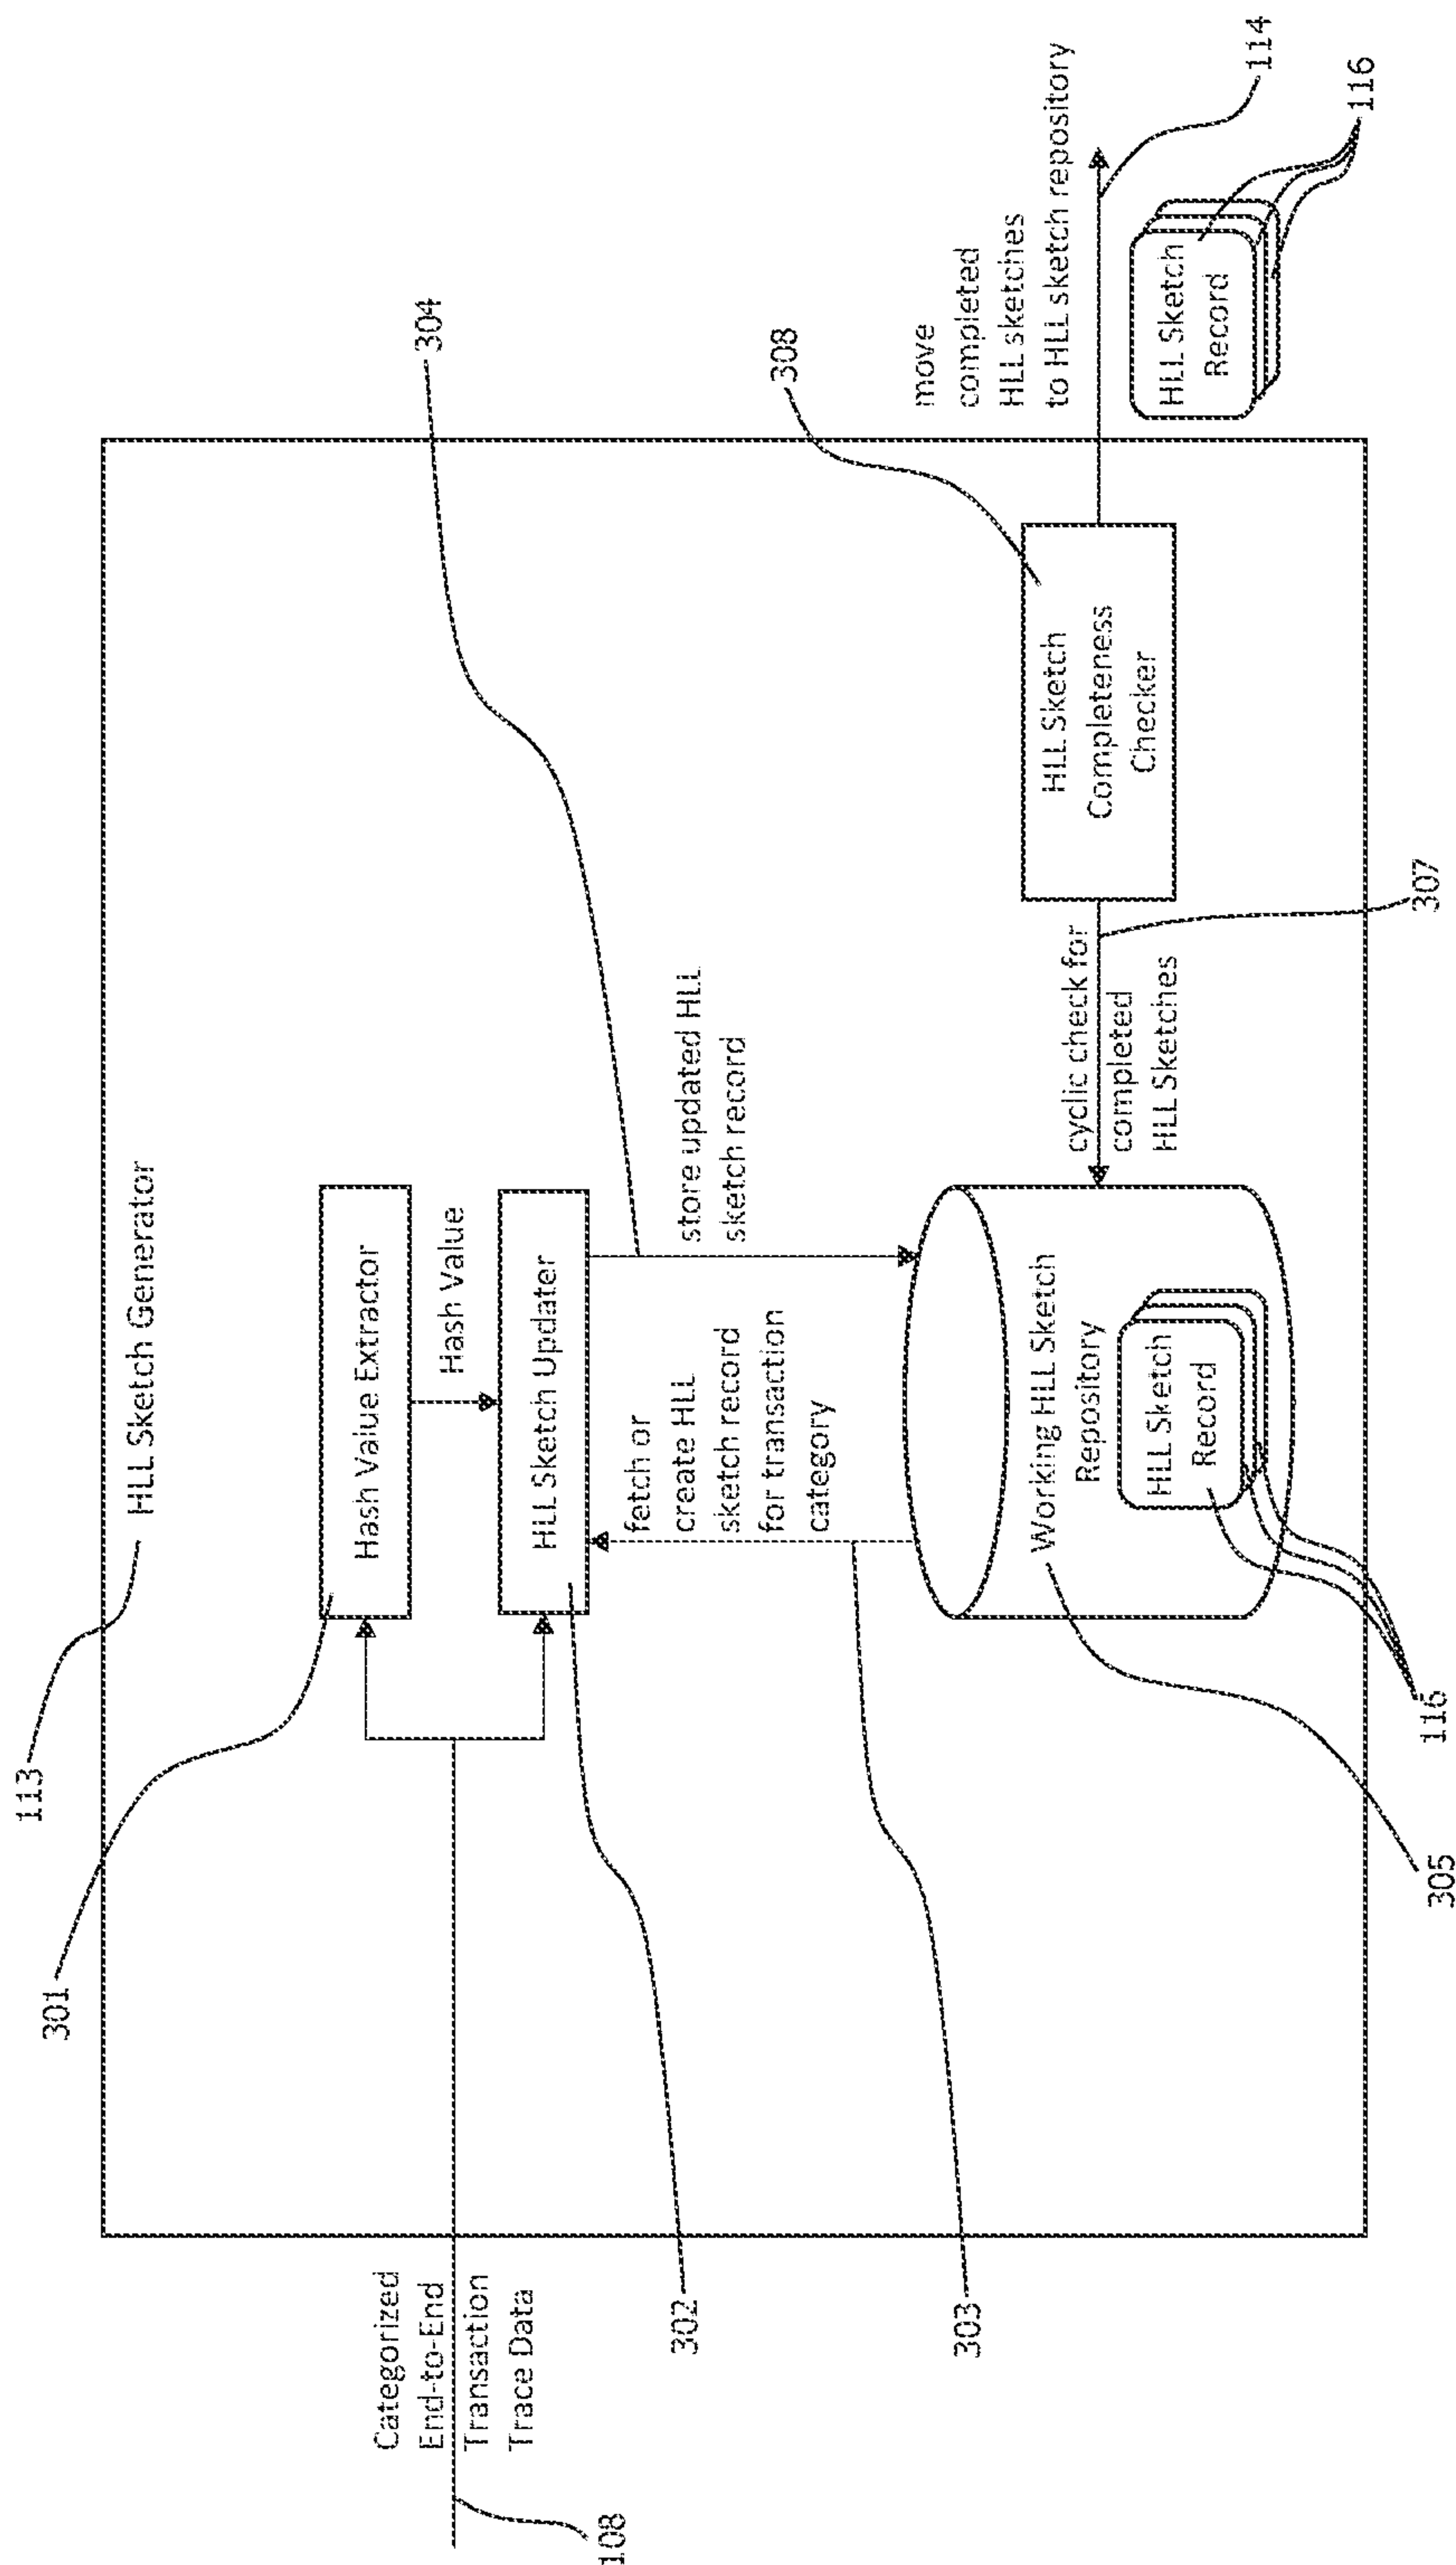 113
HLL Sketch Generator
301
Hash Value Extractor
Hash Value
304
Categorized
End-to-End
Transaction
Trace Data
108
HLL Sketch Updater
302
fetch or
create HLL
sketch record
for transaction
category
303
store updated HLL
sketch record
308
move
completed
HLL sketches
to HLL sketch repository
114
Working HLL Sketch
Repository
HLL Sketch
Record
116
305
cyclic check for
completed
HLL Sketches
307
HLL Sketch
Completeness
Checker
HLL Sketch
Record
116